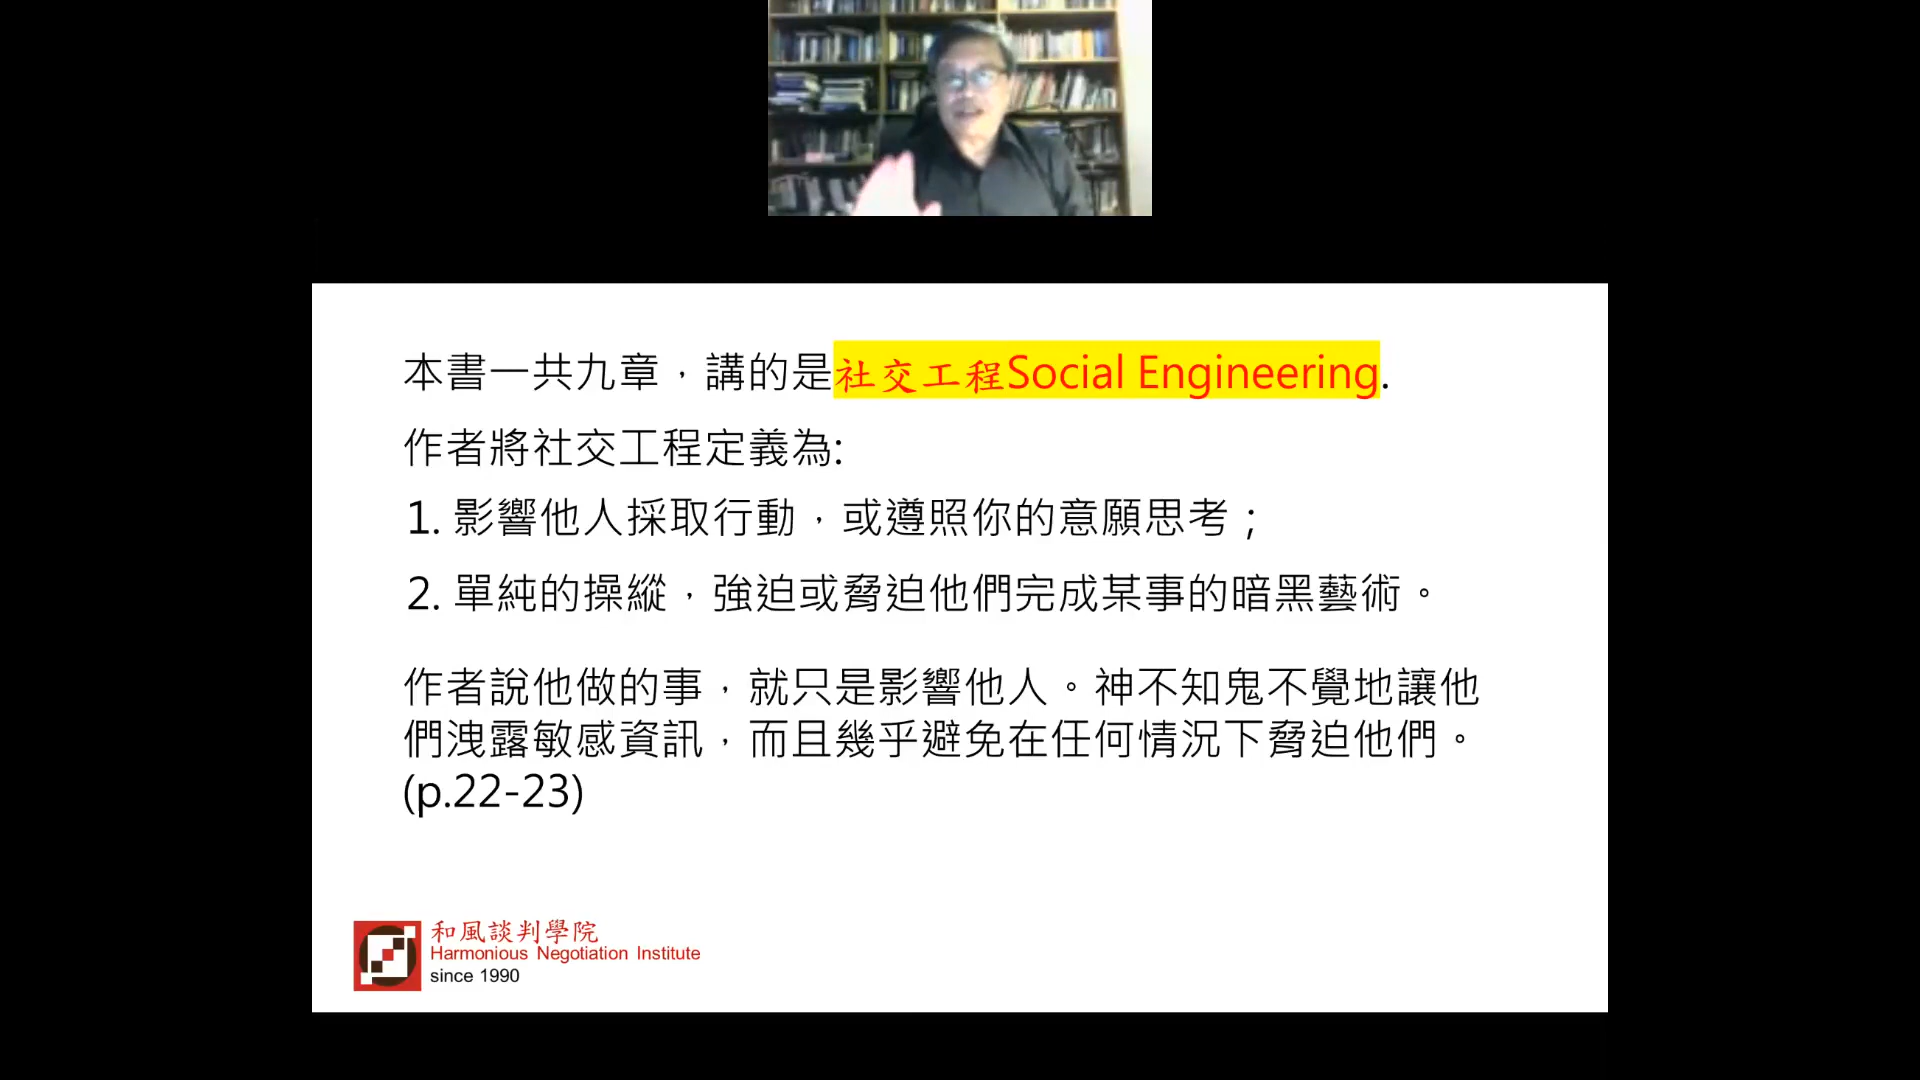 本書一共九章，講的是社交工程Social Engineering.
作者將社交工程定義為:
1. 影響他人採取行動，或遵照你的意願思考；
2. 單純的操縱，強迫或脅迫他們完成某事的暗黑藝術。
作者說他做的事，就只是影響他人。神不知鬼不覺地讓他
們洩露敏感資訊，而且幾乎避免在任何情況下脅迫他們。
(p.22-23)
和風談判學院
Harmonious Negotiation Institute
since 1990